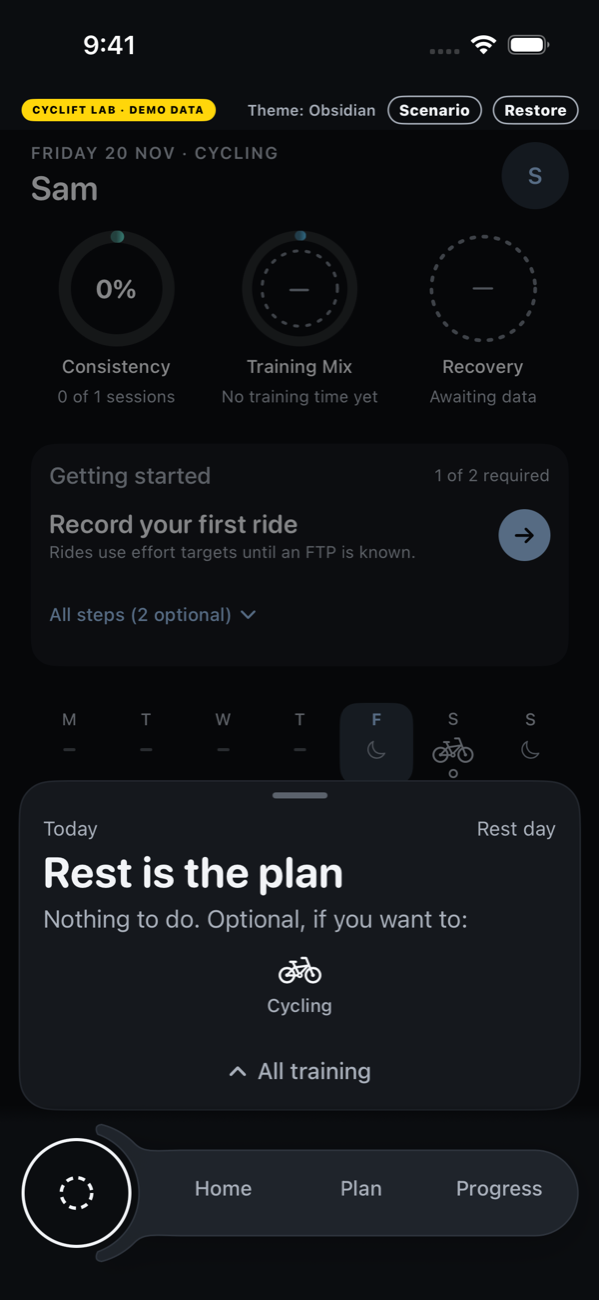 9:41
CYCLIFT LAB · DEMO DATA
Theme: Obsidian
Scenario
Restore
FRIDAY 20 NOV · CYCLING
Sam
S
0%
Consistency
0 of 1 sessions
—
Training Mix
No training time yet
—
Recovery
Awaiting data
Getting started
1 of 2 required
Record your first ride
Rides use effort targets until an FTP is known.
All steps (2 optional)
M T W T F S S
Today
Rest day
Rest is the plan
Nothing to do. Optional, if you want to:
Cycling
All training
Home
Plan
Progress